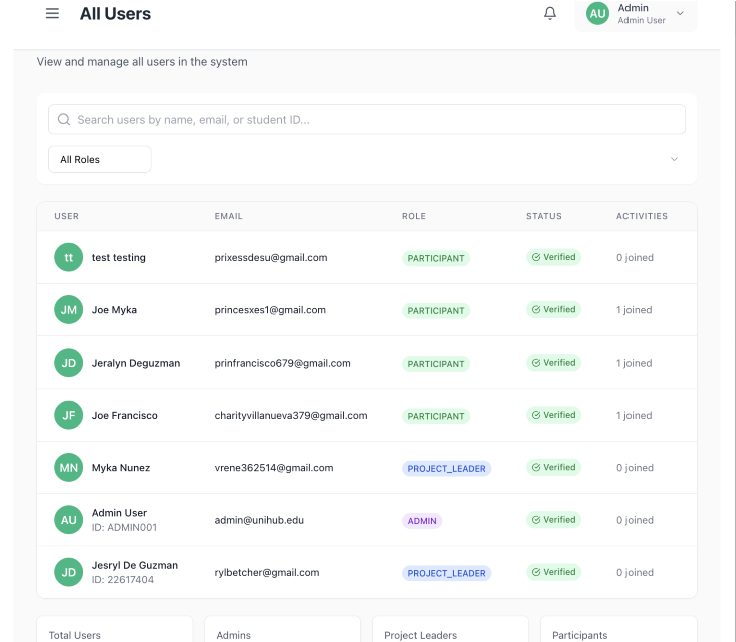 All Users
AU Admin
Admin User
View and manage all users in the system
Search users by name, email, or student ID...
All Roles
USER EMAIL ROLE STATUS ACTIVITIES
tt test testing prixessdesu@gmail.com PARTICIPANT Verified 0 joined
JM Joe Myka princesxes1@gmail.com PARTICIPANT Verified 1 joined
JD Jeralyn Deguzman prinfrancisco679@gmail.com PARTICIPANT Verified 1 joined
JF Joe Francisco charityvillanueva379@gmail.com PARTICIPANT Verified 1 joined
MN Myka Nunez vrene362514@gmail.com PROJECT_LEADER Verified 0 joined
AU Admin User admin@unihub.edu ADMIN Verified 0 joined
ID: ADMIN001
JD Jesryl De Guzman rylbetcher@gmail.com PROJECT_LEADER Verified 0 joined
ID: 22617404
Total Users Admins Project Leaders Participants